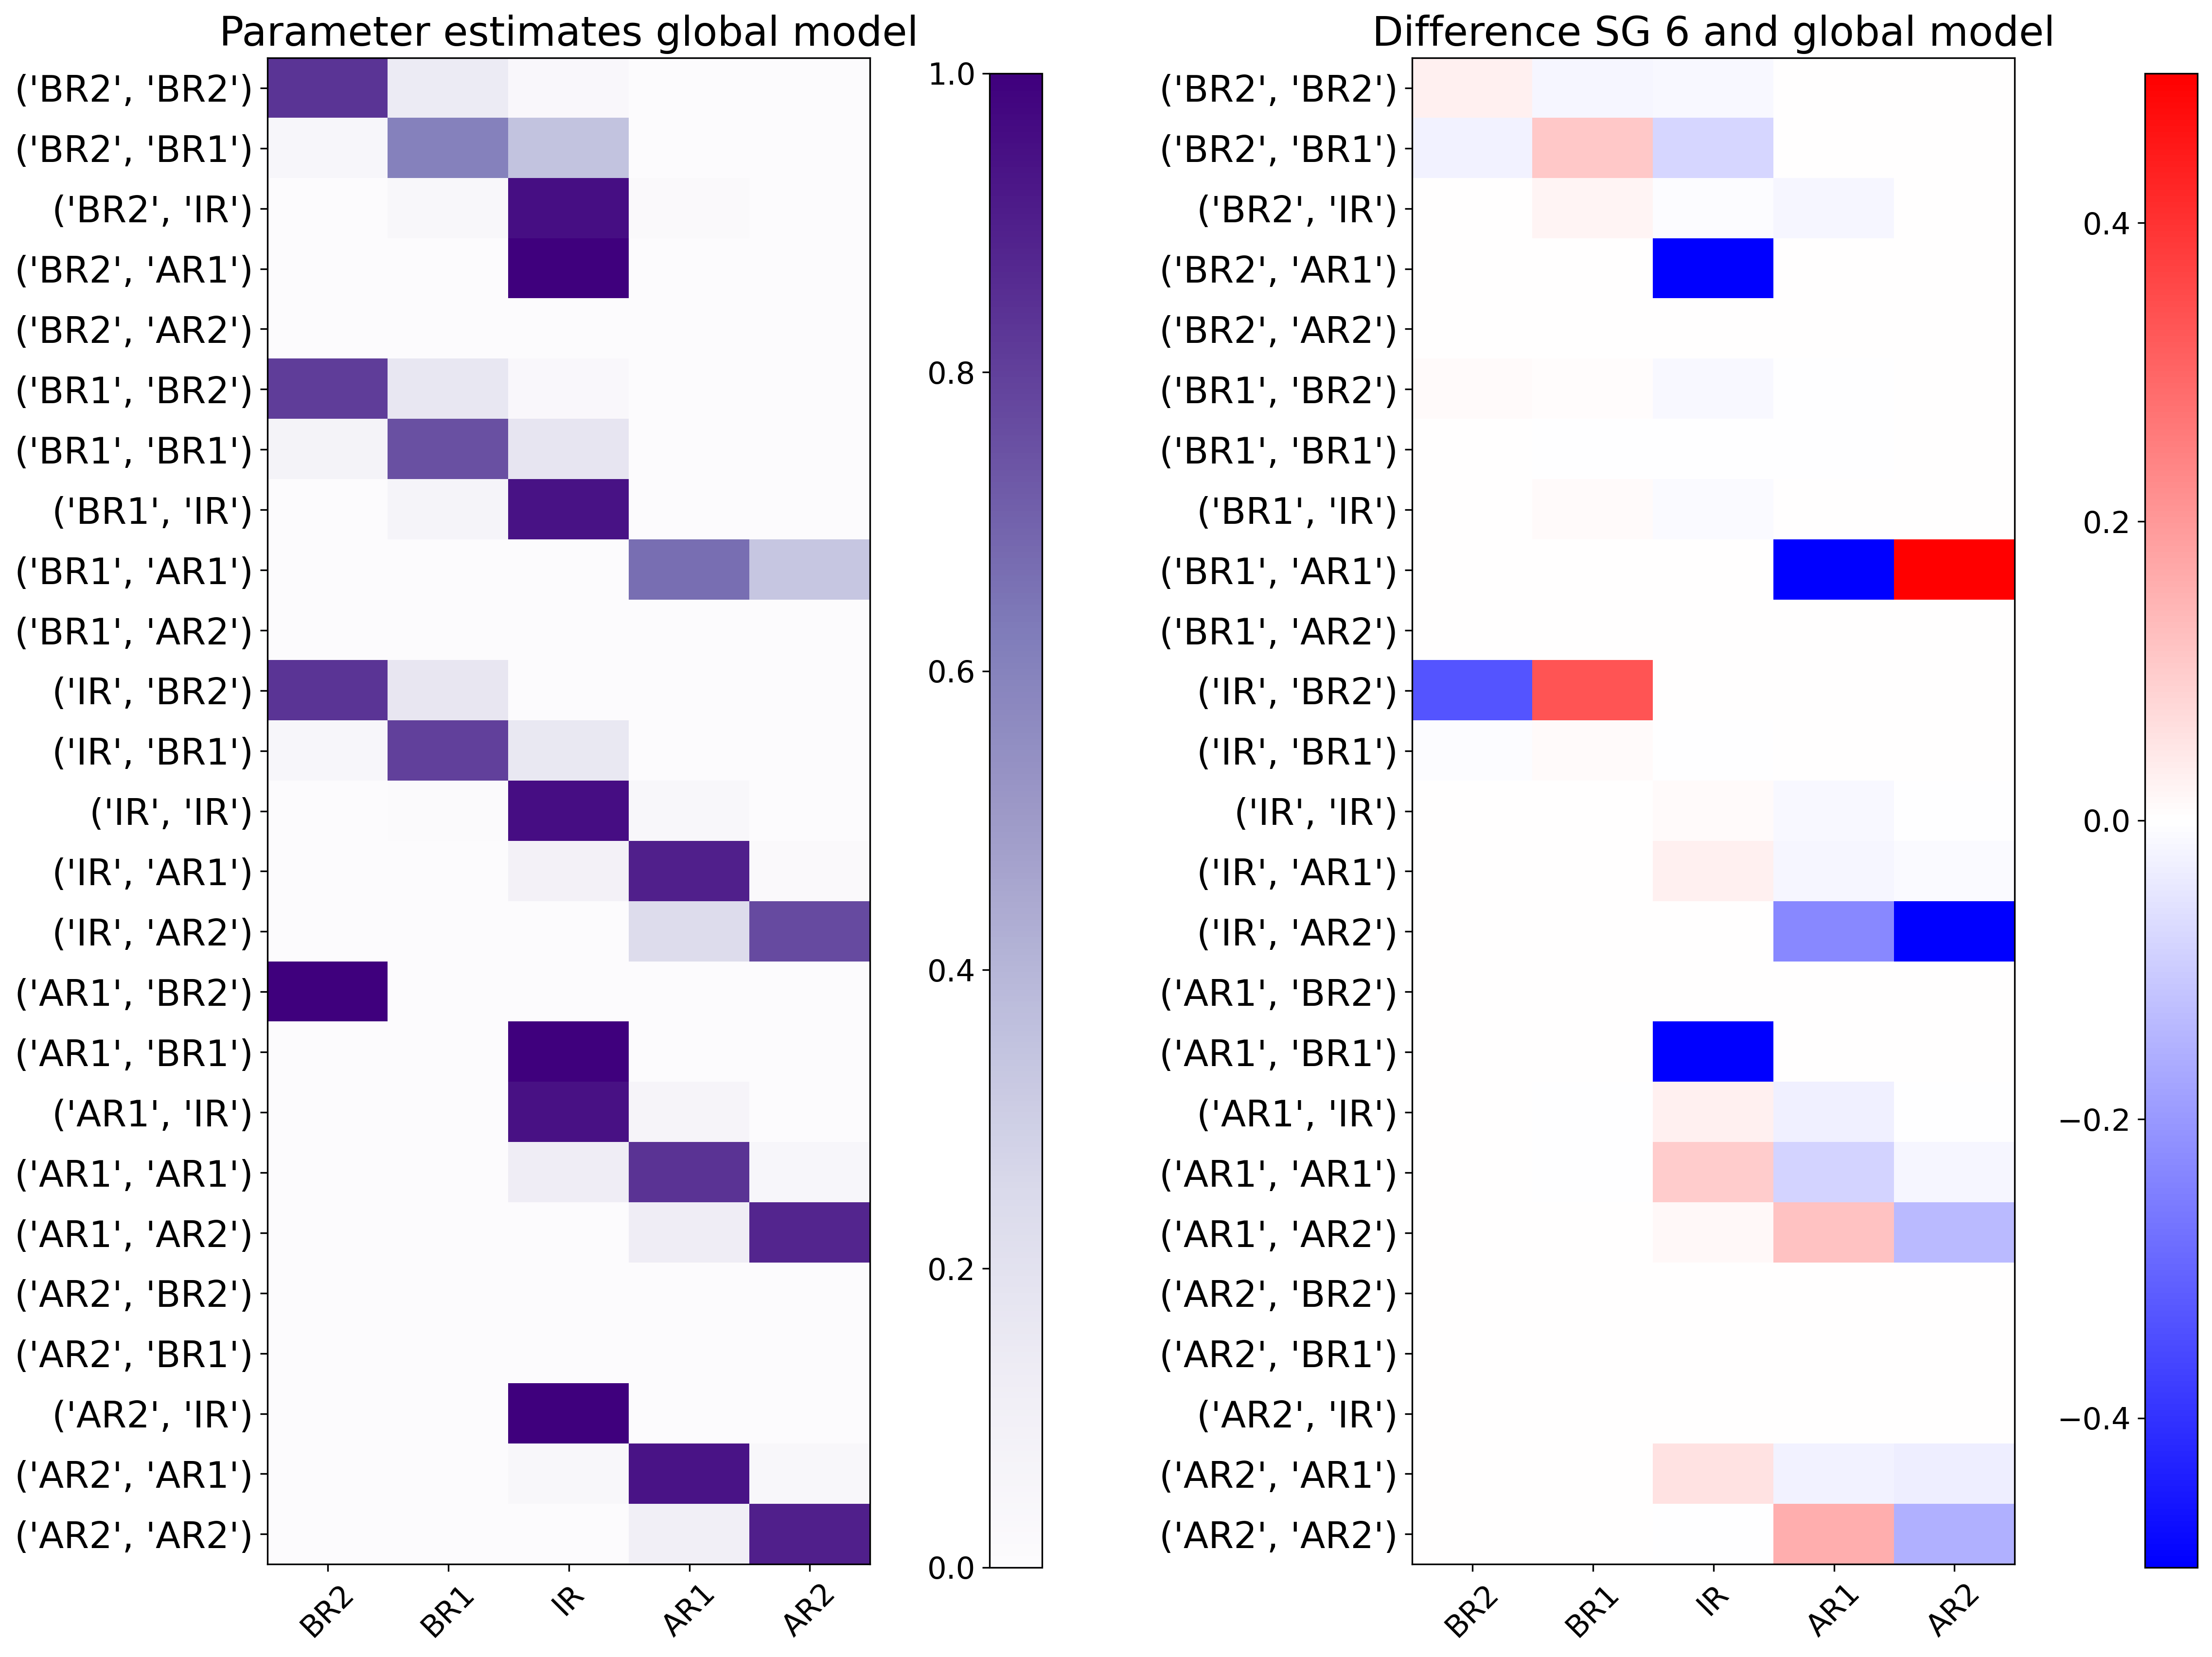 Parameter estimates global model
('BR2', 'BR2')
('BR2', 'BR1')
('BR2', 'IR')
('BR2', 'AR1')
('BR2', 'AR2')
('BR1', 'BR2')
('BR1', 'BR1')
('BR1', 'IR')
('BR1', 'AR1')
('BR1', 'AR2')
('IR', 'BR2')
('IR', 'BR1')
('IR', 'IR')
('IR', 'AR1')
('IR', 'AR2')
('AR1', 'BR2')
('AR1', 'BR1')
('AR1', 'IR')
('AR1', 'AR1')
('AR1', 'AR2')
('AR2', 'BR2')
('AR2', 'BR1')
('AR2', 'IR')
('AR2', 'AR1')
('AR2', 'AR2')
BR2
BR1
IR
AR1
AR2
1.0
0.8
0.6
0.4
0.2
0.0
Difference SG 6 and global model
('BR2', 'BR2')
('BR2', 'BR1')
('BR2', 'IR')
('BR2', 'AR1')
('BR2', 'AR2')
('BR1', 'BR2')
('BR1', 'BR1')
('BR1', 'IR')
('BR1', 'AR1')
('BR1', 'AR2')
('IR', 'BR2')
('IR', 'BR1')
('IR', 'IR')
('IR', 'AR1')
('IR', 'AR2')
('AR1', 'BR2')
('AR1', 'BR1')
('AR1', 'IR')
('AR1', 'AR1')
('AR1', 'AR2')
('AR2', 'BR2')
('AR2', 'BR1')
('AR2', 'IR')
('AR2', 'AR1')
('AR2', 'AR2')
BR2
BR1
IR
AR1
AR2
0.4
0.2
0.0
−0.2
−0.4